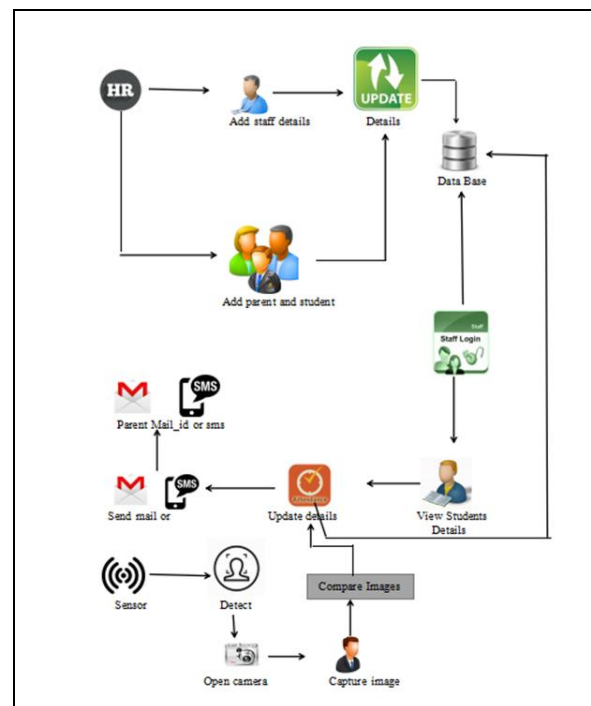 HR
UPDATE
Add staff details
Details
Data Base
Add parent and student
Staff
Staff Login
SMS
Parent Mail_id or sms
SMS
Send mail or
Attendance
Update details
View Students
Details
Sensor
Detect
Compare Images
Open camera
Capture image